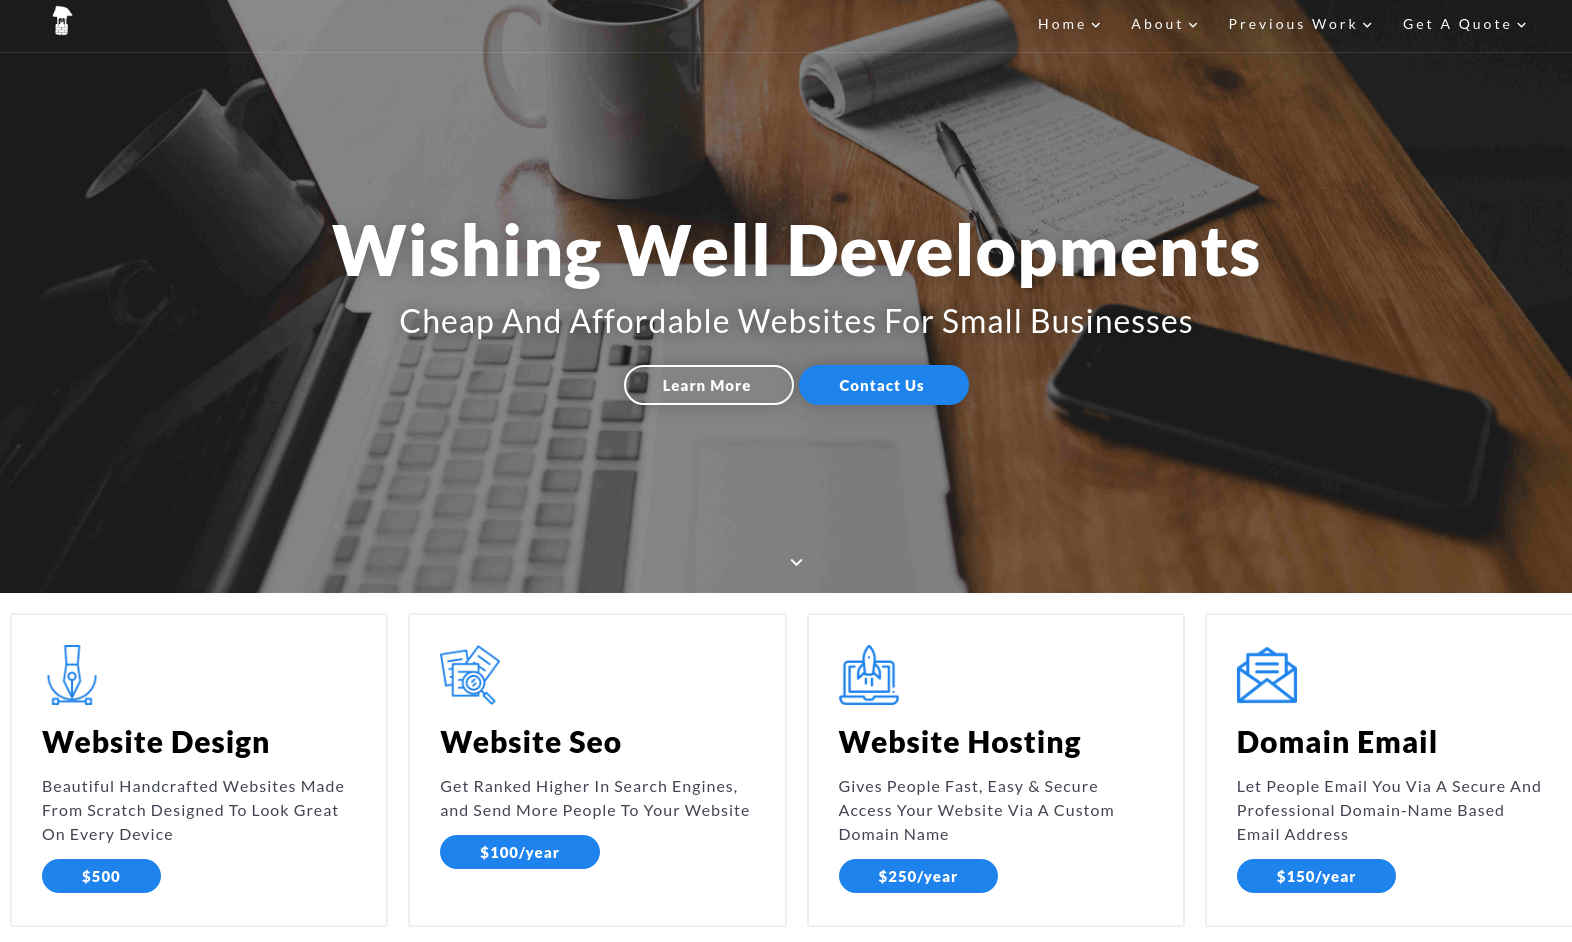 Home About Previous Work Get A Quote
Wishing Well Developments
Cheap And Affordable Websites For Small Businesses
Learn More Contact Us
Website Design
Beautiful Handcrafted Websites Made
From Scratch Designed To Look Great
On Every Device
$500
Website Seo
Get Ranked Higher In Search Engines,
and Send More People To Your Website
$100/year
Website Hosting
Gives People Fast, Easy & Secure
Access Your Website Via A Custom
Domain Name
$250/year
Domain Email
Let People Email You Via A Secure And
Professional Domain-Name Based
Email Address
$150/year